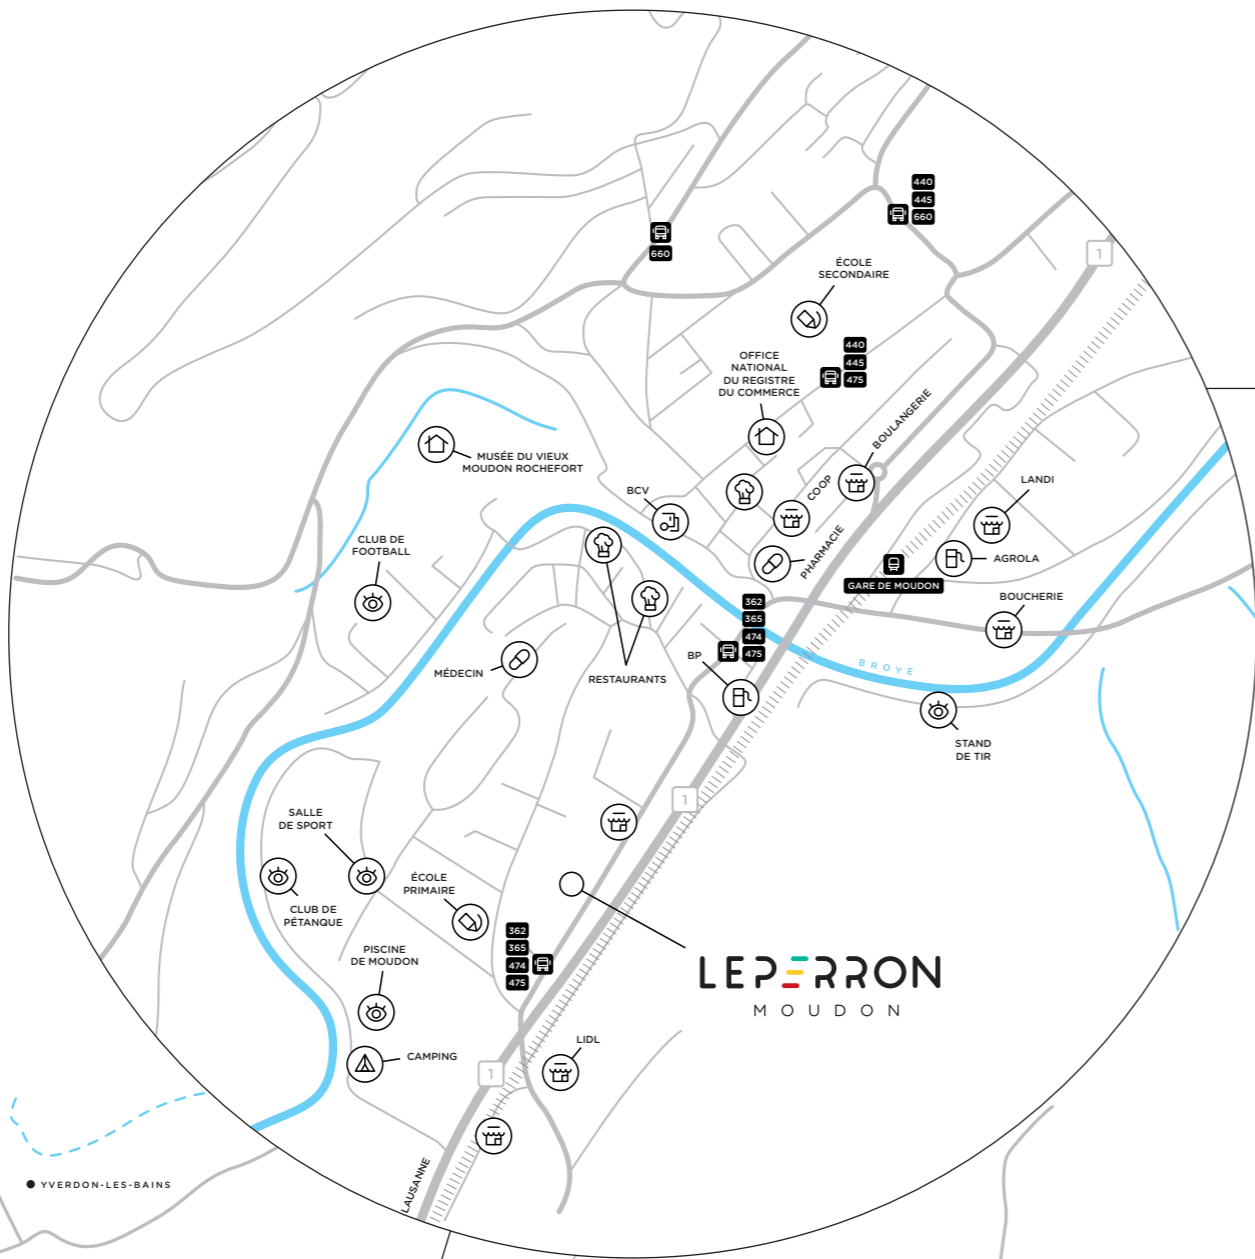 440
445
660
660
1
ÉCOLE
SECONDAIRE
440
445
475
OFFICE
NATIONAL
DU REGISTRE
DU COMMERCE
BOULANGERIE
MUSÉE DU VIEUX
MOUDON ROCHEFORT
COOP
BCV
LANDI
CLUB DE
FOOTBALL
PHARMACIE
AGROLA
GARE DE MOUDON
BOUCHERIE
362
365
474
475
BP
BROYE
MÉDECIN
RESTAURANTS
STAND
DE TIR
1
SALLE
DE SPORT
ÉCOLE
PRIMAIRE
CLUB DE
PÉTANQUE
362
365
474
475
PISCINE
DE MOUDON
LEPERRON
MOUDON
CAMPING
LIDL
1
LAUSANNE
YVERDON-LES-BAINS